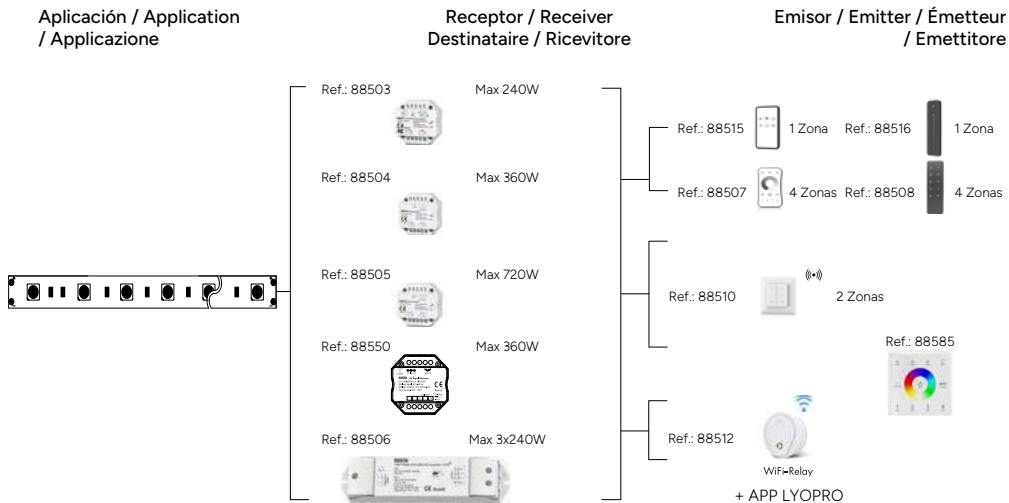 Aplicación / Application
/ Applicazione
Receptor / Receiver
Destinataire / Ricevitore
Emisor / Emitter / Émetteur
/ Emettitore
Ref.: 88503
Max 240W
Ref.: 88504
Max 360W
Ref.: 88505
Max 720W
Ref.: 88550
Max 360W
Ref.: 88506
Max 3x240W
Ref.: 88515
1 Zona
Ref.: 88516
1 Zona
Ref.: 88507
4 Zonas
Ref.: 88508
4 Zonas
Ref.: 88510
2 Zonas
Ref.: 88585
Ref.: 88512
WiFi-Relay
+ APP LYOPRO